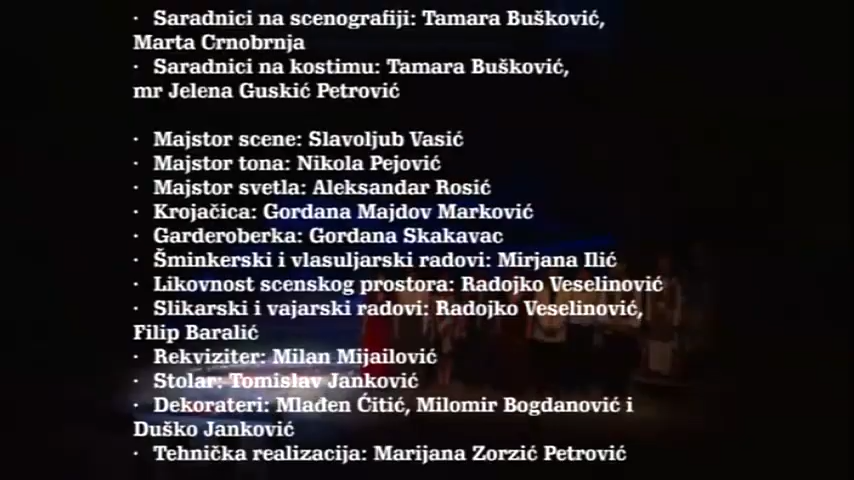 · Saradnici na scenografiji: Tamara Bušković,
Marta Crnobrnja
· Saradnici na kostimu: Tamara Bušković,
mr Jelena Guskić Petrović
· Majstor scene: Slavoljub Vasić
· Majstor tona: Nikola Pejović
· Majstor svetla: Aleksandar Rosić
· Krojačica: Gordana Majdov Marković
· Garderoberka: Gordana Skakavac
· Šminkerski i vlasuljarski radovi: Mirjana Ilić
· Likovnost scenskog prostora: Radojko Veselinović
· Slikarski i vajarski radovi: Radojko Veselinović,
Filip Baralić
· Rekviziter: Milan Mijailović
· Stolar: Tomislav Janković
· Dekorateri: Mlađen Ćitić, Milomir Bogdanović i
Duško Janković
· Tehnička realizacija: Marijana Zorzić Petrović